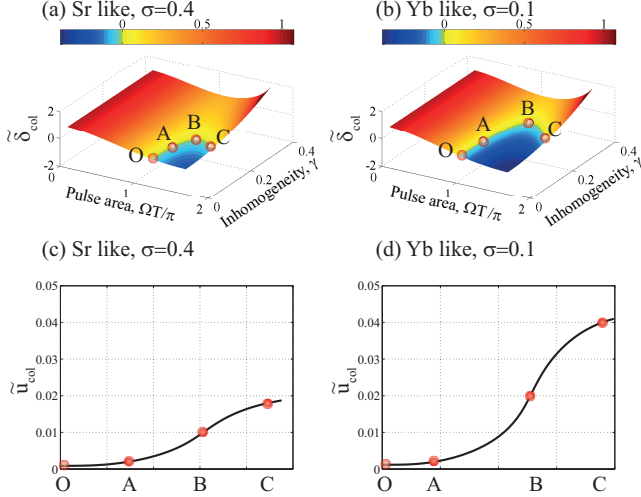 (a) Sr like, σ=0.4
(b) Yb like, σ=0.1
0 0.5 1
0 0.5 1
2
0
-2
δ̃col
O A B C
0 1 2
Pulse area, ΩT/π
0 0.2 0.4
Inhomogeneity, γ
2
0
-2
δ̃col
O A B C
0 1 2
Pulse area, ΩT/π
0 0.2 0.4
Inhomogeneity, γ
(c) Sr like, σ=0.4
(d) Yb like, σ=0.1
0.05
0.04
0.03
0.02
0.01
0
ũcol
O A B C
0.05
0.04
0.03
0.02
0.01
0
ũcol
O A B C